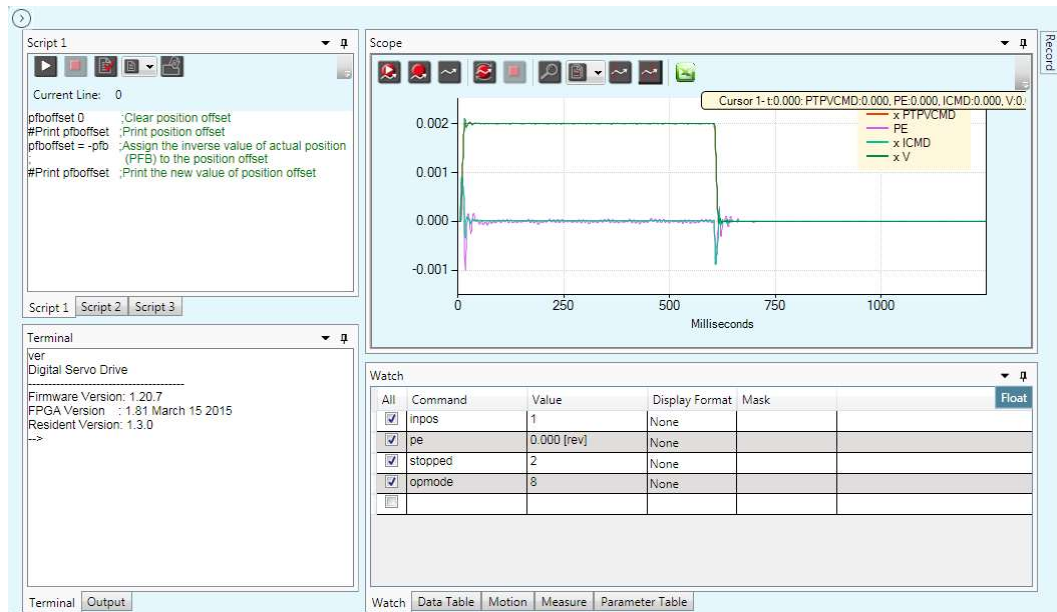 Script 1
Current Line: 0
pfboffset 0 ;Clear position offset
#Print pfboffset ;Print position offset
pfboffset = -pfb ;Assign the inverse value of actual position
; (PFB) to the position offset
#Print pfboffset ;Print the new value of position offset
Script 1 Script 2 Script 3
Terminal
ver
Digital Servo Drive
----------------------------------------
Firmware Version: 1.20.7
FPGA Version : 1.81 March 15 2015
Resident Version: 1.3.0
-->
Terminal Output
Scope
Record
Cursor 1- t:0.000: PTPVCMD:0.000, PE:0.000, ICMD:0.000, V:0.
x PTPVCMD
PE
x ICMD
x V
0.002
0.001
0.000
-0.001
0 250 500 750 1000
Milliseconds
Watch
All Command Value Display Format Mask Float
inpos 1 None
pe 0.000 [rev] None
stopped 2 None
opmode 8 None
Watch Data Table Motion Measure Parameter Table